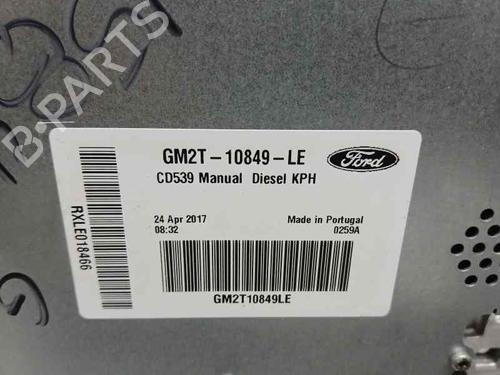 B-PARTS
GM2T-10849-LE
Ford
CD539 Manual Diesel KPH
24 Apr 2017
Made in Portugal
08:32
0259A
GM2T10849LE
RXLE018466